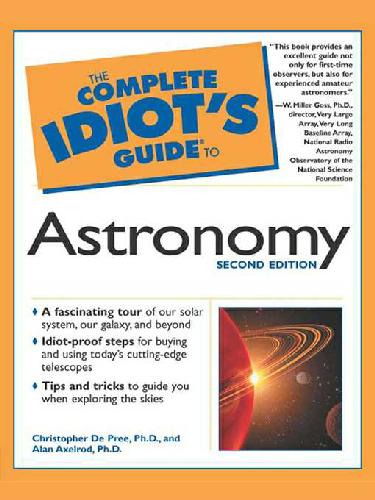 THE
COMPLETE
IDIOT'S
GUIDE® TO
"This book provides an
excellent guide not
only for first-time
observers, but also for
experienced amateur
astronomers."
—W. Miller Goss, Ph.D.,
director, Very Large
Array, Very Long
Baseline Array,
National Radio
Astronomy
Observatory of the
National Science
Foundation
Astronomy
SECOND EDITION
♦ A fascinating tour of our solar
system, our galaxy, and beyond
♦ Idiot-proof steps for buying
and using today's cutting-edge
telescopes
♦ Tips and tricks to guide you
when exploring the skies
Christopher De Pree, Ph.D., and
Alan Axelrod, Ph.D.